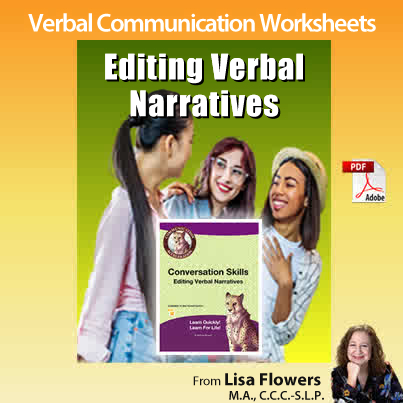 Verbal Communication Worksheets
Editing Verbal
Narratives
PDF
Adobe
Conversation Skills
Editing Verbal Narratives
Learn Quickly!
Learn For Life!
From Lisa Flowers
M.A., C.C.C.-S.L.P.